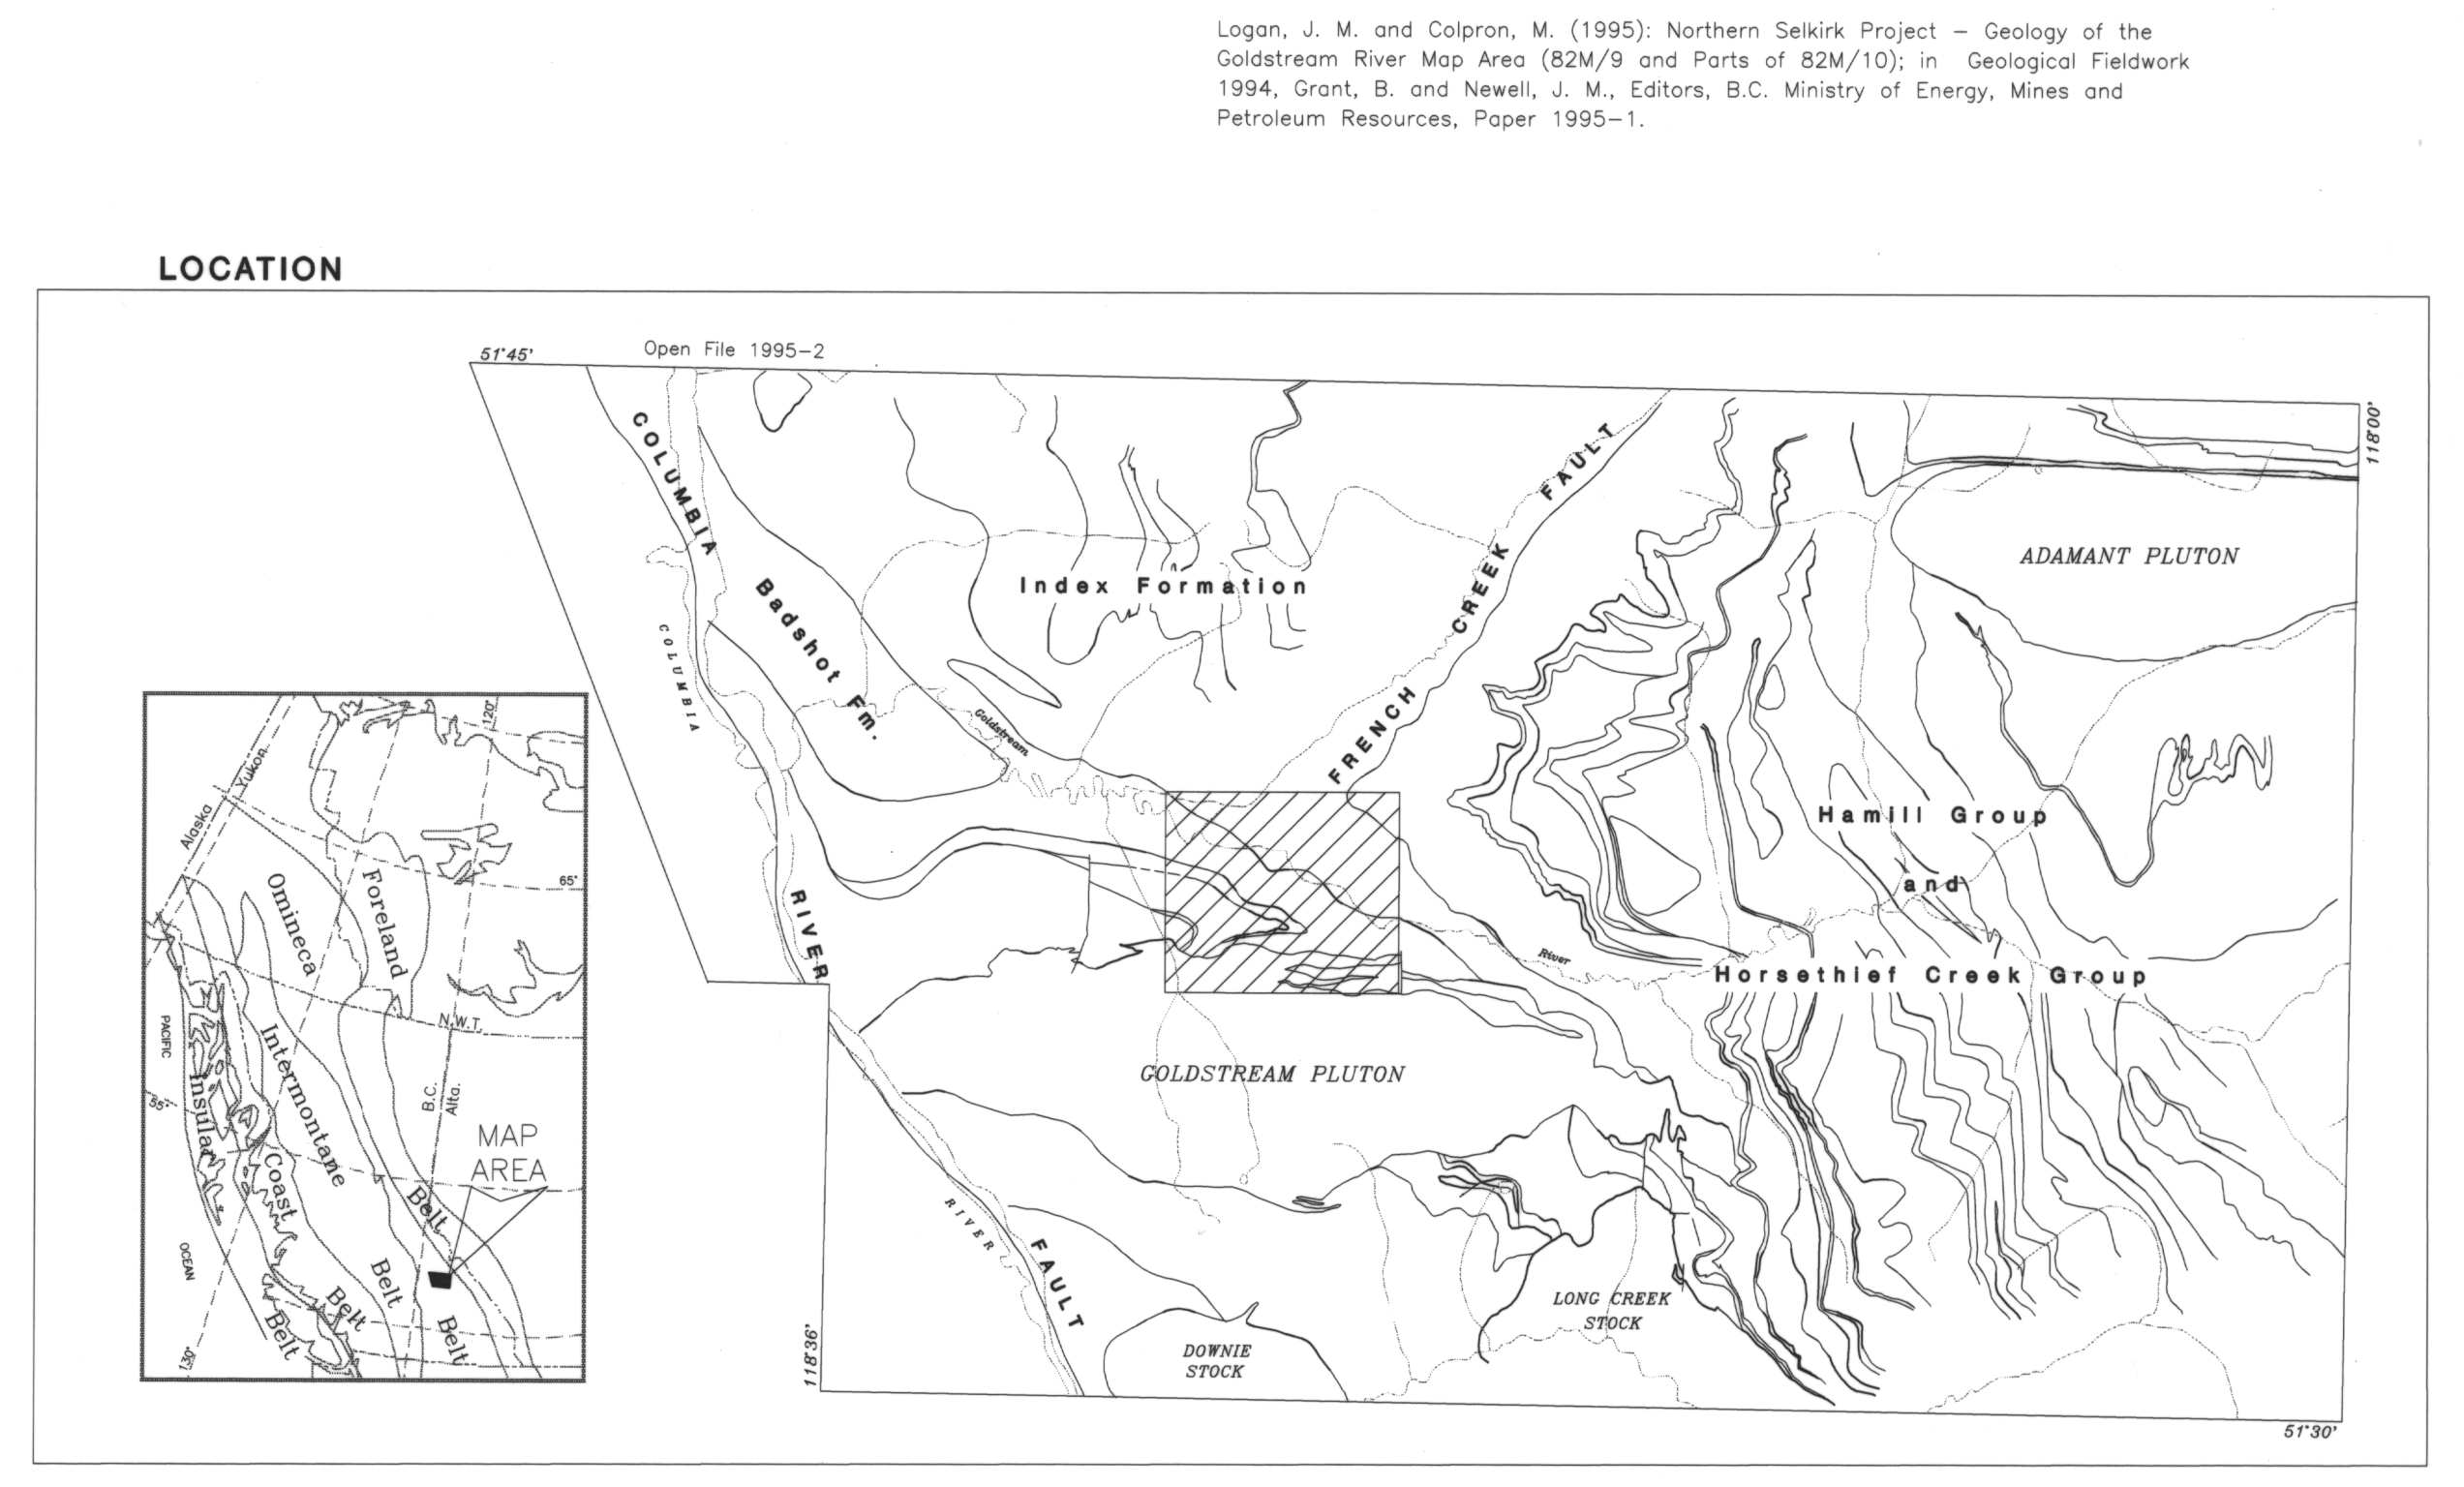 Logan, J. M. and Colpron, M. (1995): Northern Selkirk Project – Geology of the
Goldstream River Map Area (82M/9 and Parts of 82M/10); in Geological Fieldwork
1994, Grant, B. and Newell, J. M., Editors, B.C. Ministry of Energy, Mines and
Petroleum Resources, Paper 1995–1.
LOCATION
51°45'
Open File 1995–2
118°00'
COLUMBIA
RIVER
FAULT
FRENCH CREEK FAULT
ADAMANT PLUTON
Index Formation
Badshot Fm.
COLUMBIA
RIVER
Goldstream
River
Hamill Group
and
Horsethief Creek Group
GOLDSTREAM PLUTON
LONG CREEK
STOCK
DOWNIE
STOCK
118°36'
51°30'
120°
Yukon
Alaska
65°
Omineca
Foreland
N.W.T.
PACIFIC
OCEAN
Insular
Intermontane
Coast
B.C.
Alta.
55°
MAP
AREA
Belt
Belt
Belt
Belt
Belt
130°